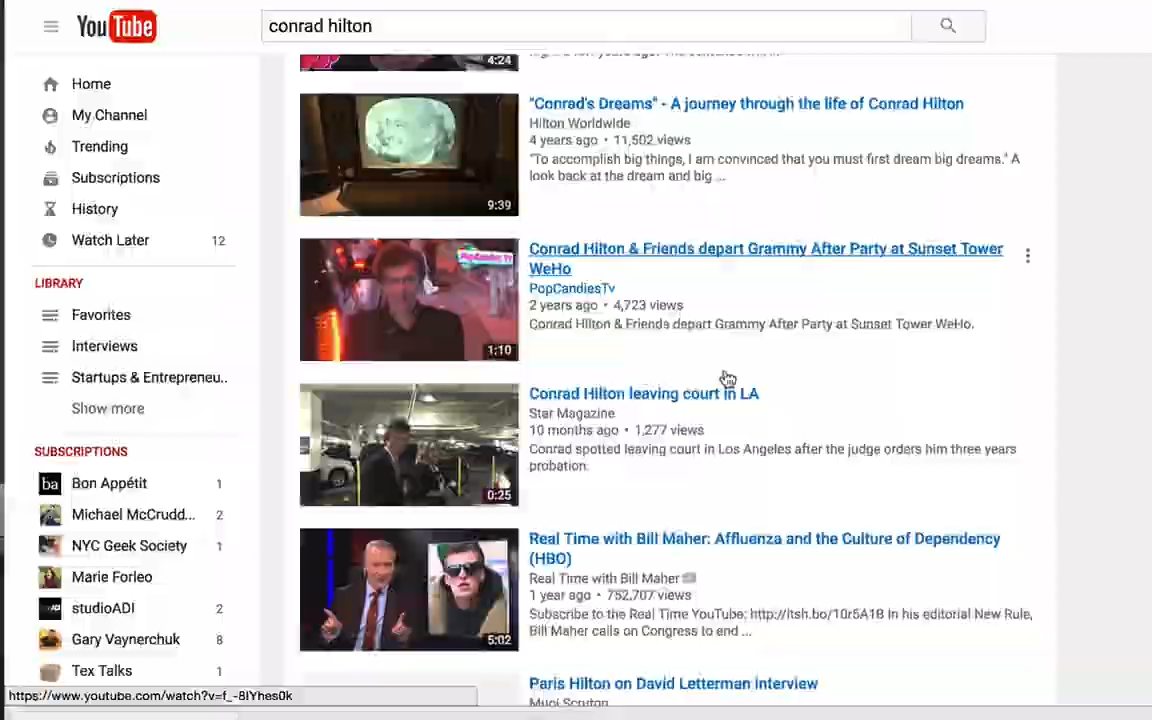 YouTube
conrad hilton
Home
My Channel
Trending
Subscriptions
History
Watch Later 12
LIBRARY
Favorites
Interviews
Startups & Entrepreneu..
Show more
SUBSCRIPTIONS
Bon Appétit 1
Michael McCrudd... 2
NYC Geek Society 1
Marie Forleo
studioADI 2
Gary Vaynerchuk 8
Tex Talks 1
4:24
"Conrad's Dreams" - A journey through the life of Conrad Hilton
Hilton Worldwide
4 years ago • 11,502 views
"To accomplish big things, I am convinced that you must first dream big dreams." A
look back at the dream and big ...
9:39
Conrad Hilton & Friends depart Grammy After Party at Sunset Tower
WeHo
PopCandiesTv
2 years ago • 4,723 views
Conrad Hilton & Friends depart Grammy After Party at Sunset Tower WeHo.
PopCandies TV
1:10
Conrad Hilton leaving court in LA
Star Magazine
10 months ago • 1,277 views
Conrad spotted leaving court in Los Angeles after the judge orders him three years
probation.
0:25
Real Time with Bill Maher: Affluenza and the Culture of Dependency
(HBO)
Real Time with Bill Maher
1 year ago • 752,707 views
Subscribe to the Real Time YouTube: http://itsh.bo/10r5A1B In his editorial New Rule,
Bill Maher calls on Congress to end ...
5:02
Paris Hilton on David Letterman Interview
https://www.youtube.com/watch?v=f_-8IYhes0k